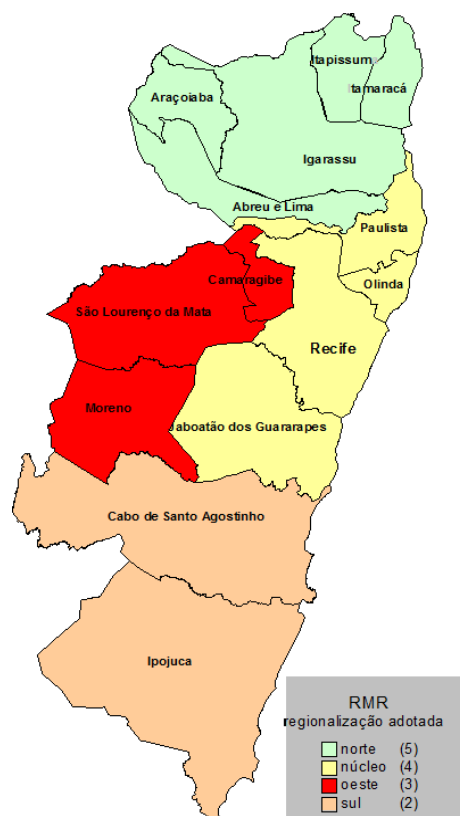 Itapissuma
Itamaracá
Araçoiaba
Igarassu
Abreu e Lima
Paulista
Camaragibe
Olinda
São Lourenço da Mata
Recife
Moreno
Jaboatão dos Guararapes
Cabo de Santo Agostinho
Ipojuca
RMR
regionalização adotada
norte (5)
núcleo (4)
oeste (3)
sul (2)